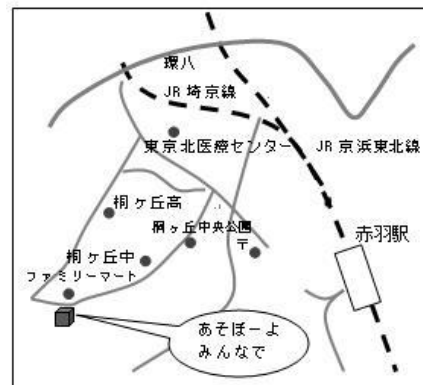 環八
JR 埼京線
東京北医療センター
JR 京浜東北線
桐ヶ丘高
桐ヶ丘中央公園
〒
赤羽駅
桐ヶ丘中
ファミリーマート
あそぼーよ
みんなで